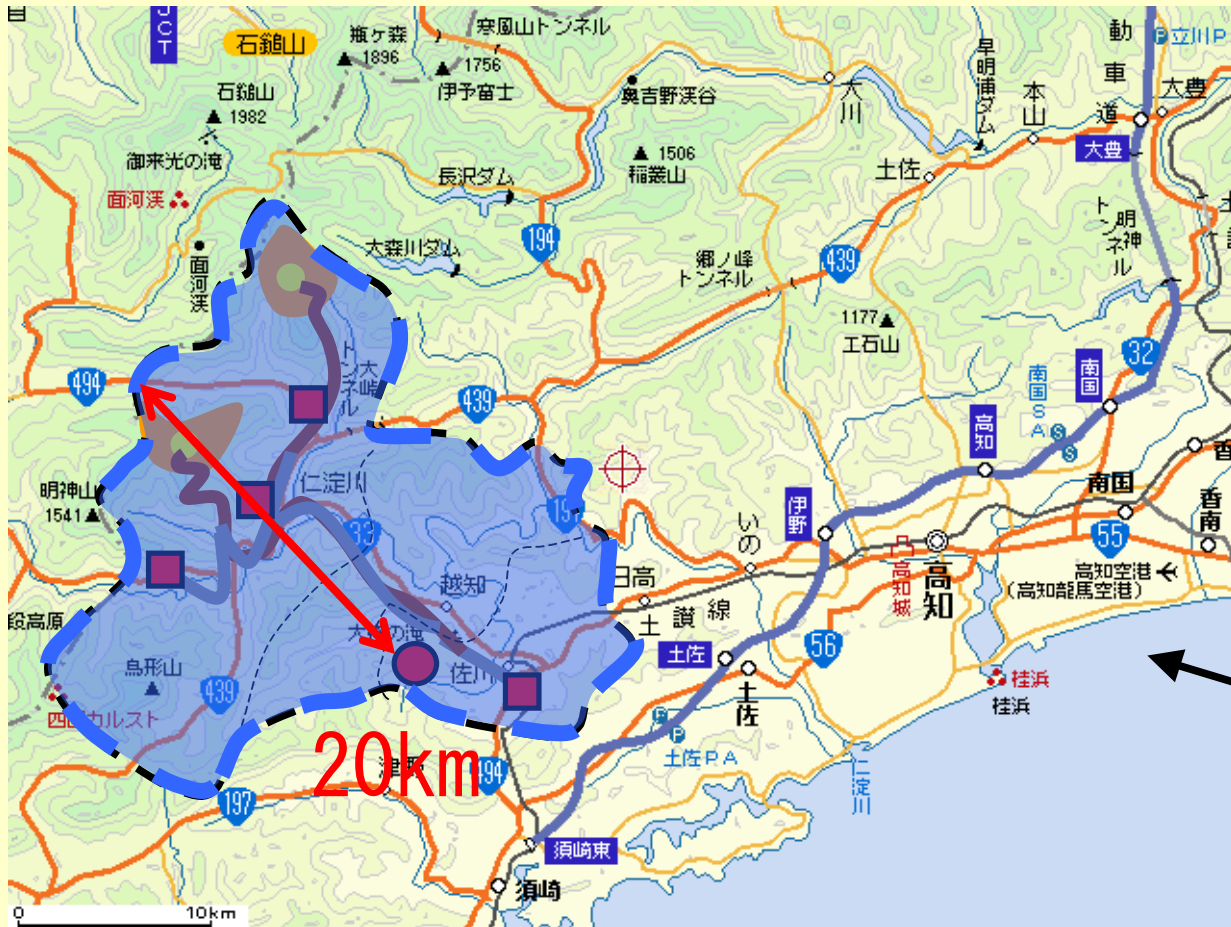 JCT
石鎚山
瓶ヶ森
1896
寒風山トンネル
1756
伊予富士
石鎚山
1982
御来光の滝
面河渓
面河渓
奥吉野渓谷
大川
早明浦ダム
本山
動車道
立川P
大豊
大豊
1506
稲叢山
土佐
長沢ダム
大森川ダム
194
439
郷ノ峰
トンネル
明神
トンネル
1177
工石山
32
南国
南国SA
高知
494
大峠
トンネル
439
仁淀川
明神山
1541
33
越知
佐川
鳥形山
439
四国カルスト
20km
津野
494
197
日高
土讃線
いの
伊野
高知城
高知
南国
55
香南
高知空港
(高知龍馬空港)
56
土佐
土佐
土佐PA
仁淀川
桂浜
桂浜
須崎東
須崎
0
10km